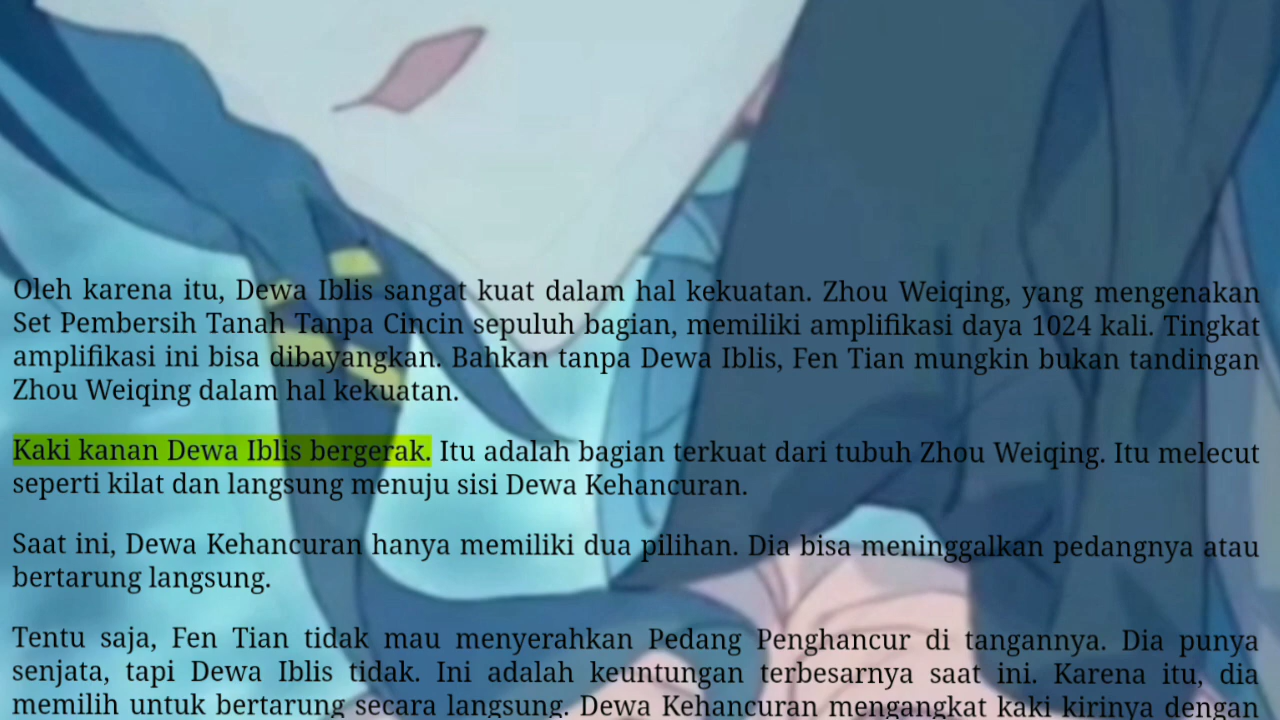 Oleh karena itu, Dewa Iblis sangat kuat dalam hal kekuatan. Zhou Weiqing, yang mengenakan
Set Pembersih Tanah Tanpa Cincin sepuluh bagian, memiliki amplifikasi daya 1024 kali. Tingkat
amplifikasi ini bisa dibayangkan. Bahkan tanpa Dewa Iblis, Fen Tian mungkin bukan tandingan
Zhou Weiqing dalam hal kekuatan.
Kaki kanan Dewa Iblis bergerak. Itu adalah bagian terkuat dari tubuh Zhou Weiqing. Itu melecut
seperti kilat dan langsung menuju sisi Dewa Kehancuran.
Saat ini, Dewa Kehancuran hanya memiliki dua pilihan. Dia bisa meninggalkan pedangnya atau
bertarung langsung.
Tentu saja, Fen Tian tidak mau menyerahkan Pedang Penghancur di tangannya. Dia punya
senjata, tapi Dewa Iblis tidak. Ini adalah keuntungan terbesarnya saat ini. Karena itu, dia
memilih untuk bertarung secara langsung. Dewa Kehancuran mengangkat kaki kirinya dengan